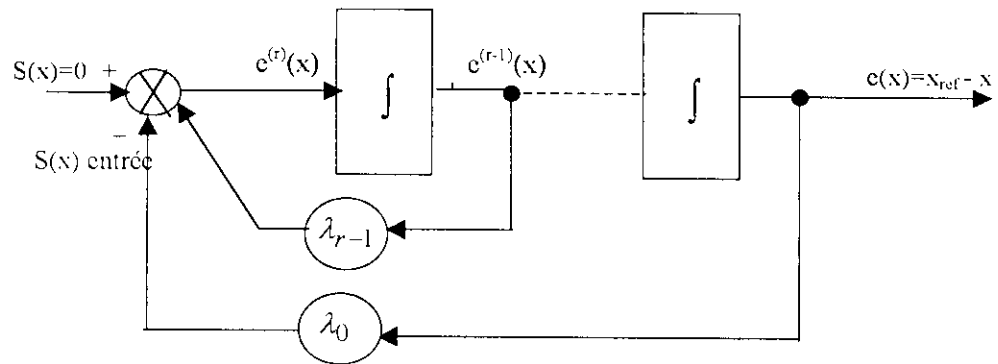 S(x)=0 +
e⁽ʳ⁾(x)
∫
e⁽ʳ⁻¹⁾(x)
∫
e(x)=x_ref - x
−
S(x) entrée
λ_{r−1}
λ_0